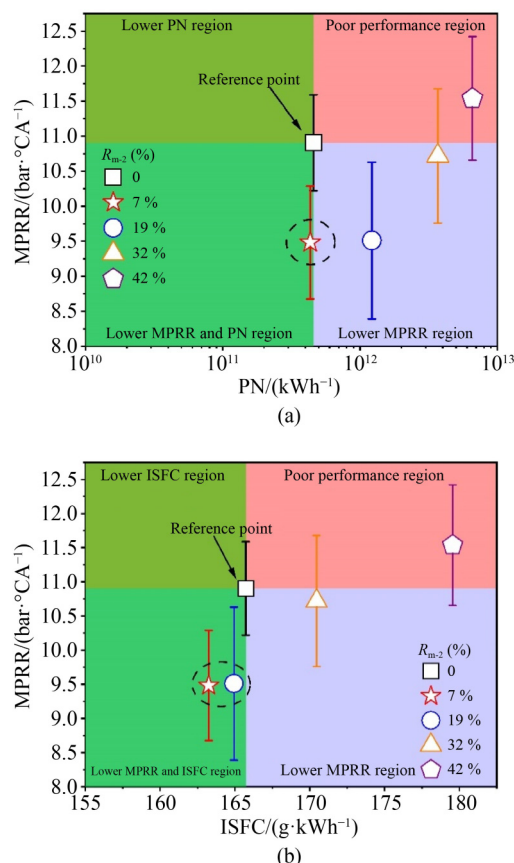 Lower PN region
Poor performance region
Reference point
R_m-2 (%)
0
7 %
19 %
32 %
42 %
Lower MPRR and PN region
Lower MPRR region
MPRR/(bar·°CA⁻¹)
12.5
12.0
11.5
11.0
10.5
10.0
9.5
9.0
8.5
8.0
10¹⁰
10¹¹
10¹²
10¹³
PN/(kWh⁻¹)
(a)
Lower ISFC region
Poor performance region
Reference point
R_m-2 (%)
0
7 %
19 %
32 %
42 %
Lower MPRR and ISFC region
Lower MPRR region
MPRR/(bar·°CA⁻¹)
12.5
12.0
11.5
11.0
10.5
10.0
9.5
9.0
8.5
8.0
155
160
165
170
175
180
ISFC/(g·kWh⁻¹)
(b)